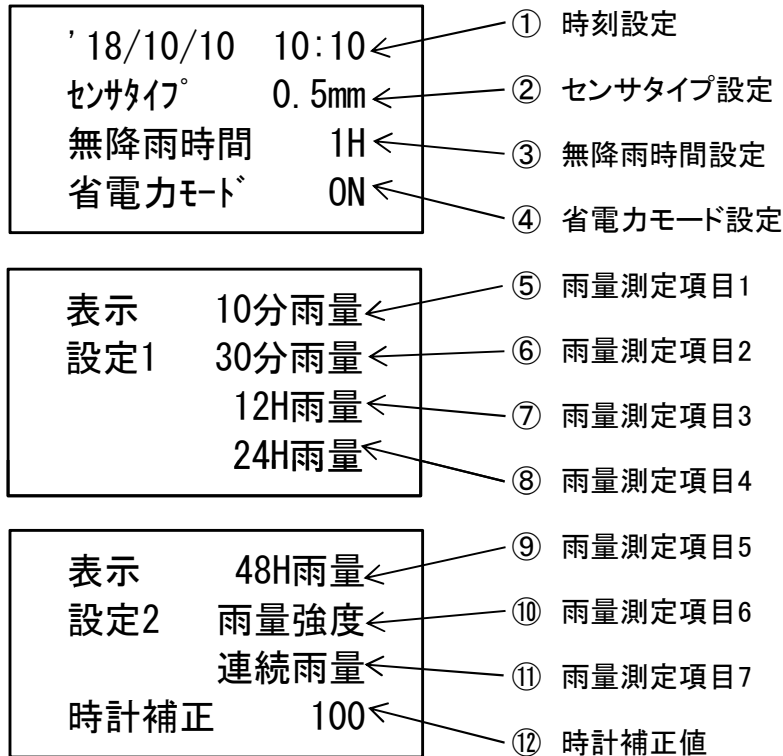 '18/10/10 10:10
センサタイプ 0.5mm
無降雨時間 1H
省電力モード ON
① 時刻設定
② センサタイプ設定
③ 無降雨時間設定
④ 省電力モード設定
表示 10分雨量
設定1 30分雨量
12H雨量
24H雨量
⑤ 雨量測定項目1
⑥ 雨量測定項目2
⑦ 雨量測定項目3
⑧ 雨量測定項目4
表示 48H雨量
設定2 雨量強度
連続雨量
時計補正 100
⑨ 雨量測定項目5
⑩ 雨量測定項目6
⑪ 雨量測定項目7
⑫ 時計補正値